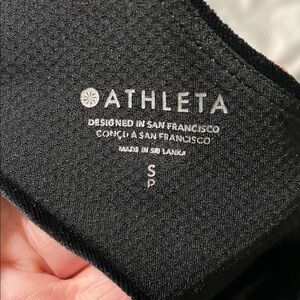 ATHLETA
DESIGNED IN SAN FRANCISCO
CONÇU A SAN FRANCISCO
MADE IN SRI LANKA
S
P